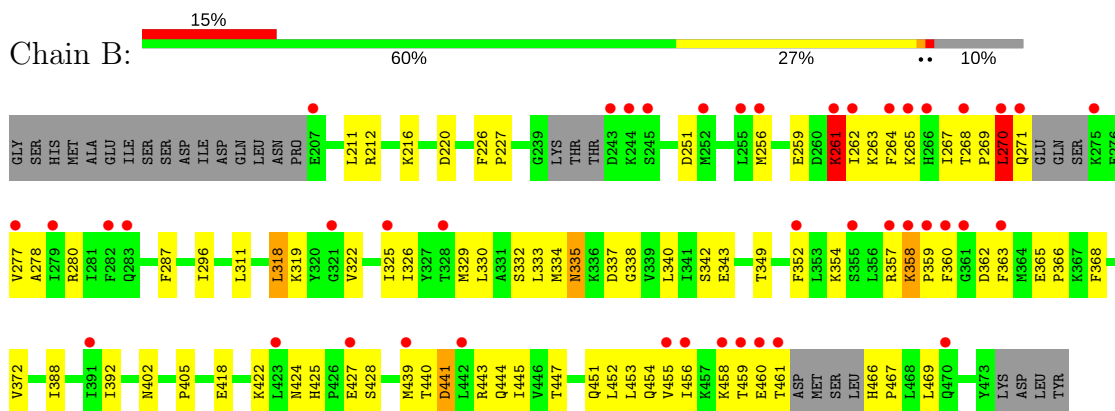 15%
Chain B:
60% 27% •• 10%
GLY SER HIS MET ALA GLU ILE SER SER ASP ILE ASP GLN LEU ASN PRO E207 L211 R212 K216 D220 F226 P227 G239 LYS THR THR D243 K244 S245 D251 M252 L255 M256 E259 D260 K261 I262 K263 F264 K265 H266 I267 T268 P269 L270 Q271 GLU GLN SER K275 E276
V277 A278 I279 R280 I281 F282 Q283 F287 I296 L311 L318 K319 Y320 G321 V322 I325 I326 Y327 T328 M329 L330 A331 S332 L333 M334 N335 K336 D337 G338 V339 L340 I341 S342 E343 T349 F352 L353 K354 S355 L356 R357 K358 P359 F360 G361 D362 F363 M364 E365 P366 K367 F368
V372 I388 I391 I392 N402 P405 E418 K422 L423 N424 H425 P426 E427 S428 M439 T440 D441 L442 R443 Q444 I445 V446 T447 Q451 L452 L453 Q454 V455 I456 K457 K458 T459 E460 T461 ASP MET SER LEU H466 P467 L468 L469 Q470 Y473 LYS ASP LEU TYR